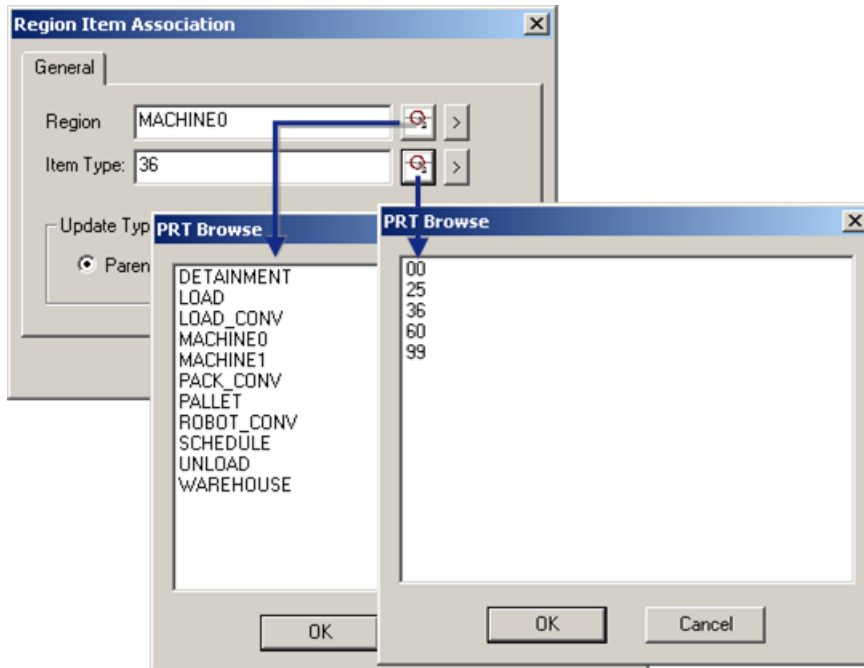 Region Item Association
General
Region MACHINE0 >
Item Type: 36 >
Update Typ
Paren
PRT Browse
DETAINMENT
LOAD
LOAD_CONV
MACHINE0
MACHINE1
PACK_CONV
PALLET
ROBOT_CONV
SCHEDULE
UNLOAD
WAREHOUSE
OK
PRT Browse
00
25
36
60
99
OK Cancel